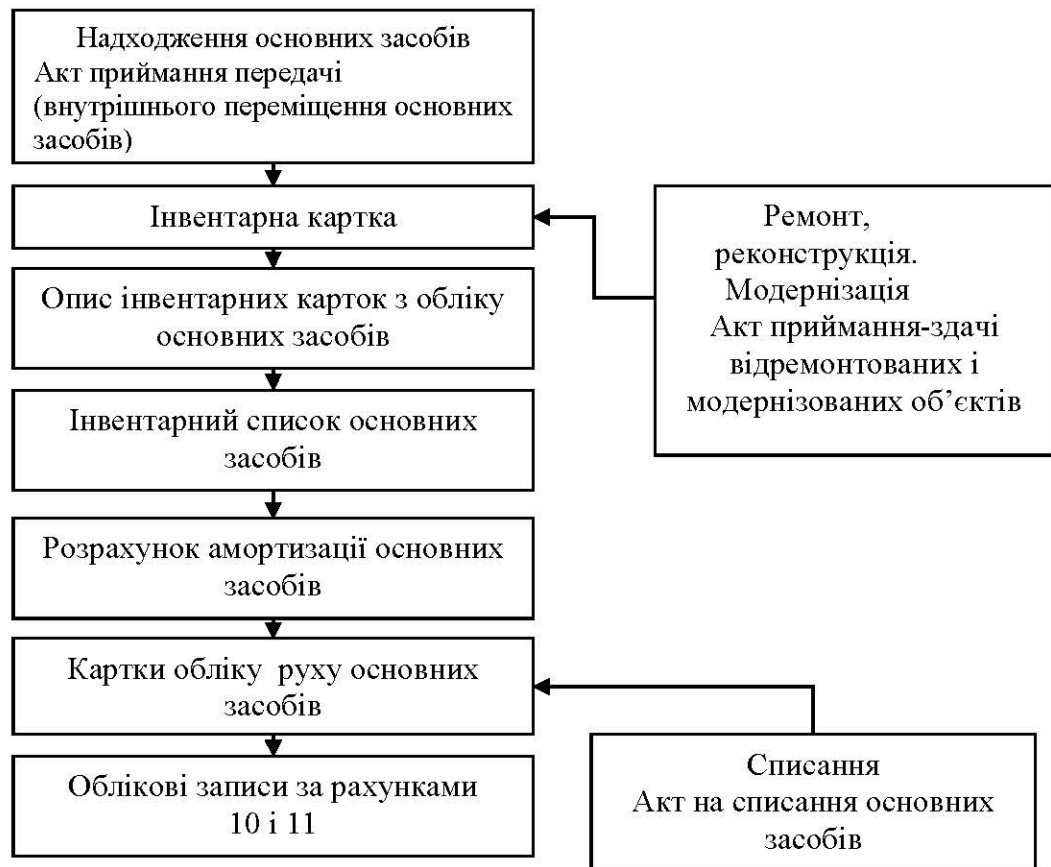 Надходження основних засобів
Акт приймання передачі
(внутрішнього переміщення основних
засобів)
Інвентарна картка
Опис інвентарних карток з обліку
основних засобів
Інвентарний список основних
засобів
Розрахунок амортизації основних
засобів
Картки обліку руху основних
засобів
Облікові записи за рахунками
10 і 11
Ремонт,
реконструкція.
Модернізація
Акт приймання-здачі
відремонтованих і
модернізованих об’єктів
Списання
Акт на списання основних
засобів